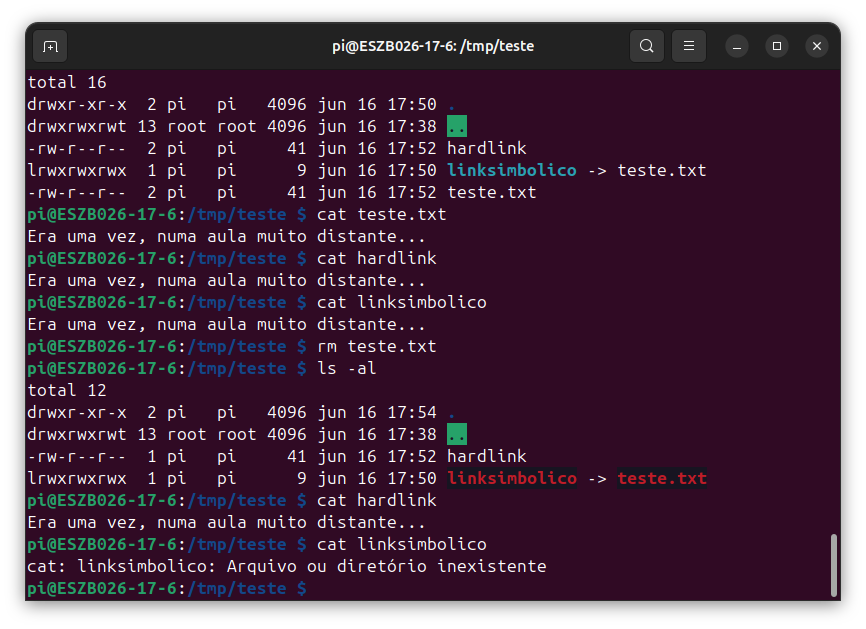 pi@ESZB026-17-6: /tmp/teste
total 16
drwxr-xr-x  2 pi   pi   4096 jun 16 17:50 .
drwxrwxrwt 13 root root 4096 jun 16 17:38 ..
-rw-r--r--  2 pi   pi     41 jun 16 17:52 hardlink
lrwxrwxrwx  1 pi   pi      9 jun 16 17:50 linksimbolico -> teste.txt
-rw-r--r--  2 pi   pi     41 jun 16 17:52 teste.txt
pi@ESZB026-17-6:/tmp/teste $ cat teste.txt
Era uma vez, numa aula muito distante...
pi@ESZB026-17-6:/tmp/teste $ cat hardlink
Era uma vez, numa aula muito distante...
pi@ESZB026-17-6:/tmp/teste $ cat linksimbolico
Era uma vez, numa aula muito distante...
pi@ESZB026-17-6:/tmp/teste $ rm teste.txt
pi@ESZB026-17-6:/tmp/teste $ ls -al
total 12
drwxr-xr-x  2 pi   pi   4096 jun 16 17:54 .
drwxrwxrwt 13 root root 4096 jun 16 17:38 ..
-rw-r--r--  1 pi   pi     41 jun 16 17:52 hardlink
lrwxrwxrwx  1 pi   pi      9 jun 16 17:50 linksimbolico -> teste.txt
pi@ESZB026-17-6:/tmp/teste $ cat hardlink
Era uma vez, numa aula muito distante...
pi@ESZB026-17-6:/tmp/teste $ cat linksimbolico
cat: linksimbolico: Arquivo ou diretório inexistente
pi@ESZB026-17-6:/tmp/teste $